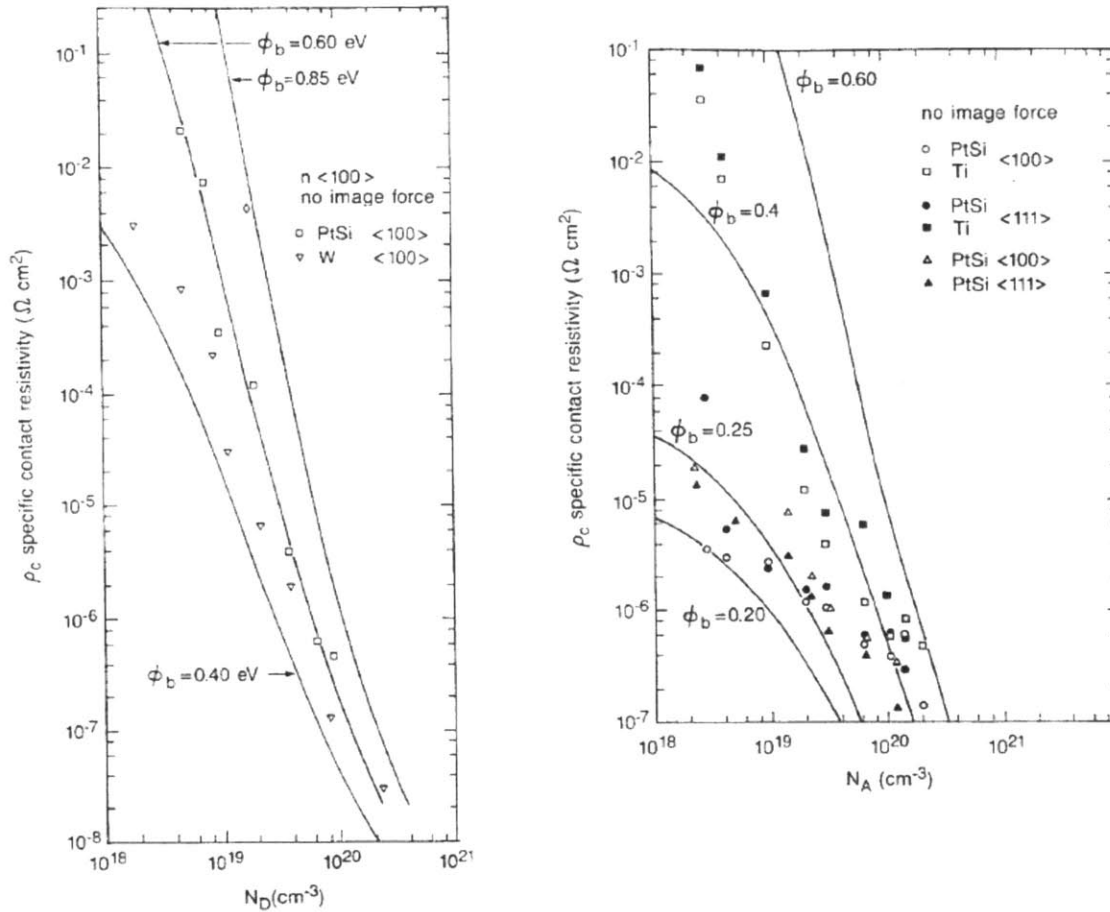 10⁻¹
10⁻²
10⁻³
10⁻⁴
10⁻⁵
10⁻⁶
10⁻⁷
10⁻⁸
ρc specific contact resistivity ( Ω cm²)
ϕb=0.60 eV
ϕb=0.85 eV
n <100>
no image force
□ PtSi <100>
▿ W <100>
ϕb=0.40 eV
10¹⁸ 10¹⁹ 10²⁰ 10²¹
ND(cm⁻³)
10⁻¹
10⁻²
10⁻³
10⁻⁴
10⁻⁵
10⁻⁶
10⁻⁷
ρc specific contact resistivity (Ω cm²)
ϕb=0.60
no image force
○ PtSi <100>
□ Ti
● PtSi <111>
■ Ti
△ PtSi <100>
▲ PtSi <111>
ϕb=0.4
ϕb=0.25
ϕb=0.20
10¹⁸ 10¹⁹ 10²⁰ 10²¹
NA (cm⁻³)